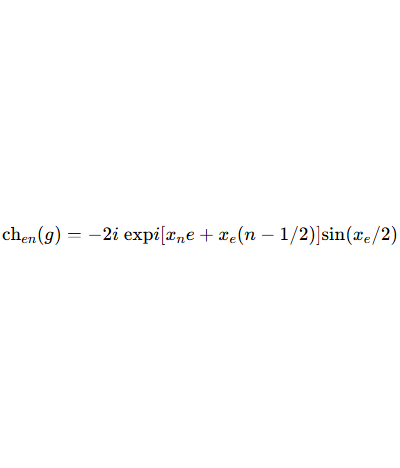 ch_{en}(g) = −2i expi[x_n e + x_e(n − 1/2)]sin(x_e/2)